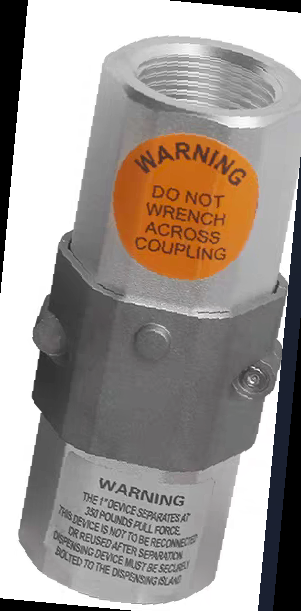 WARNING
DO NOT
WRENCH
ACROSS
COUPLING
WARNING
THE 1" DEVICE SEPARATES AT
350 POUNDS PULL FORCE.
THIS DEVICE IS NOT TO BE RECONNECTED
OR REUSED AFTER SEPARATION.
DISPENSING DEVICE MUST BE SECURELY
BOLTED TO THE DISPENSING ISLAND.